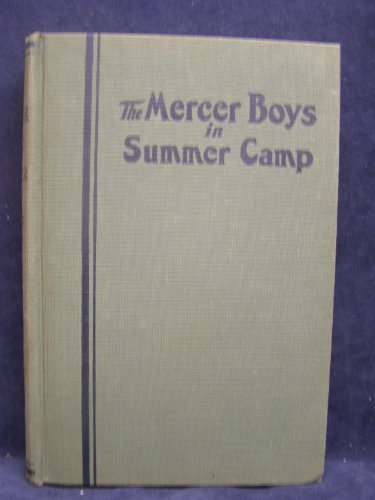 The Mercer Boys
in
Summer Camp